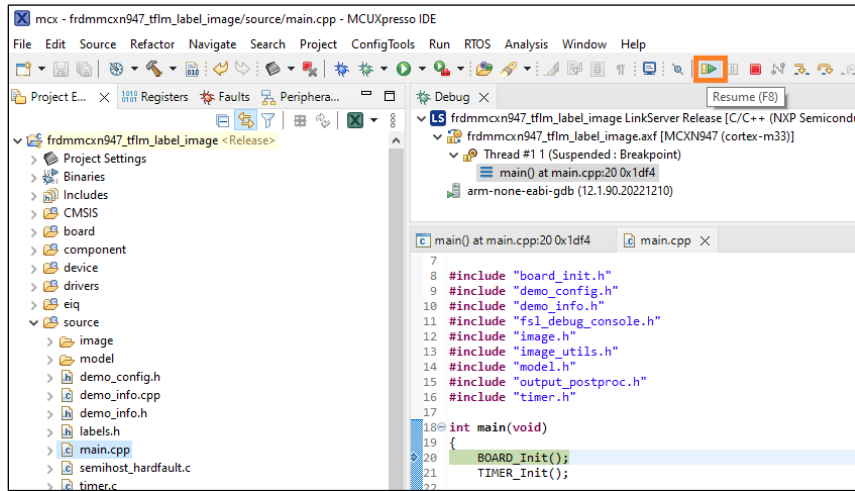 mcx - frdmmcxn947_tflm_label_image/source/main.cpp - MCUXpresso IDE
File Edit Source Refactor Navigate Search Project ConfigTools Run RTOS Analysis Window Help
Project E... Registers Faults Periphera...
Debug
Resume (F8)
frdmmcxn947_tflm_label_image <Release>
Project Settings
Binaries
Includes
CMSIS
board
component
device
drivers
eiq
source
image
model
demo_config.h
demo_info.cpp
demo_info.h
labels.h
main.cpp
semihost_hardfault.c
timer.c
LS frdmmcxn947_tflm_label_image LinkServer Release [C/C++ (NXP Semicondu
frdmmcxn947_tflm_label_image.axf [MCXN947 (cortex-m33)]
Thread #1 1 (Suspended : Breakpoint)
main() at main.cpp:20 0x1df4
arm-none-eabi-gdb (12.1.90.20221210)
main() at main.cpp:20 0x1df4 main.cpp
7
8 #include "board_init.h"
9 #include "demo_config.h"
10 #include "demo_info.h"
11 #include "fsl_debug_console.h"
12 #include "image.h"
13 #include "image_utils.h"
14 #include "model.h"
15 #include "output_postproc.h"
16 #include "timer.h"
17
18 int main(void)
19 {
20 BOARD_Init();
21 TIMER_Init();
22